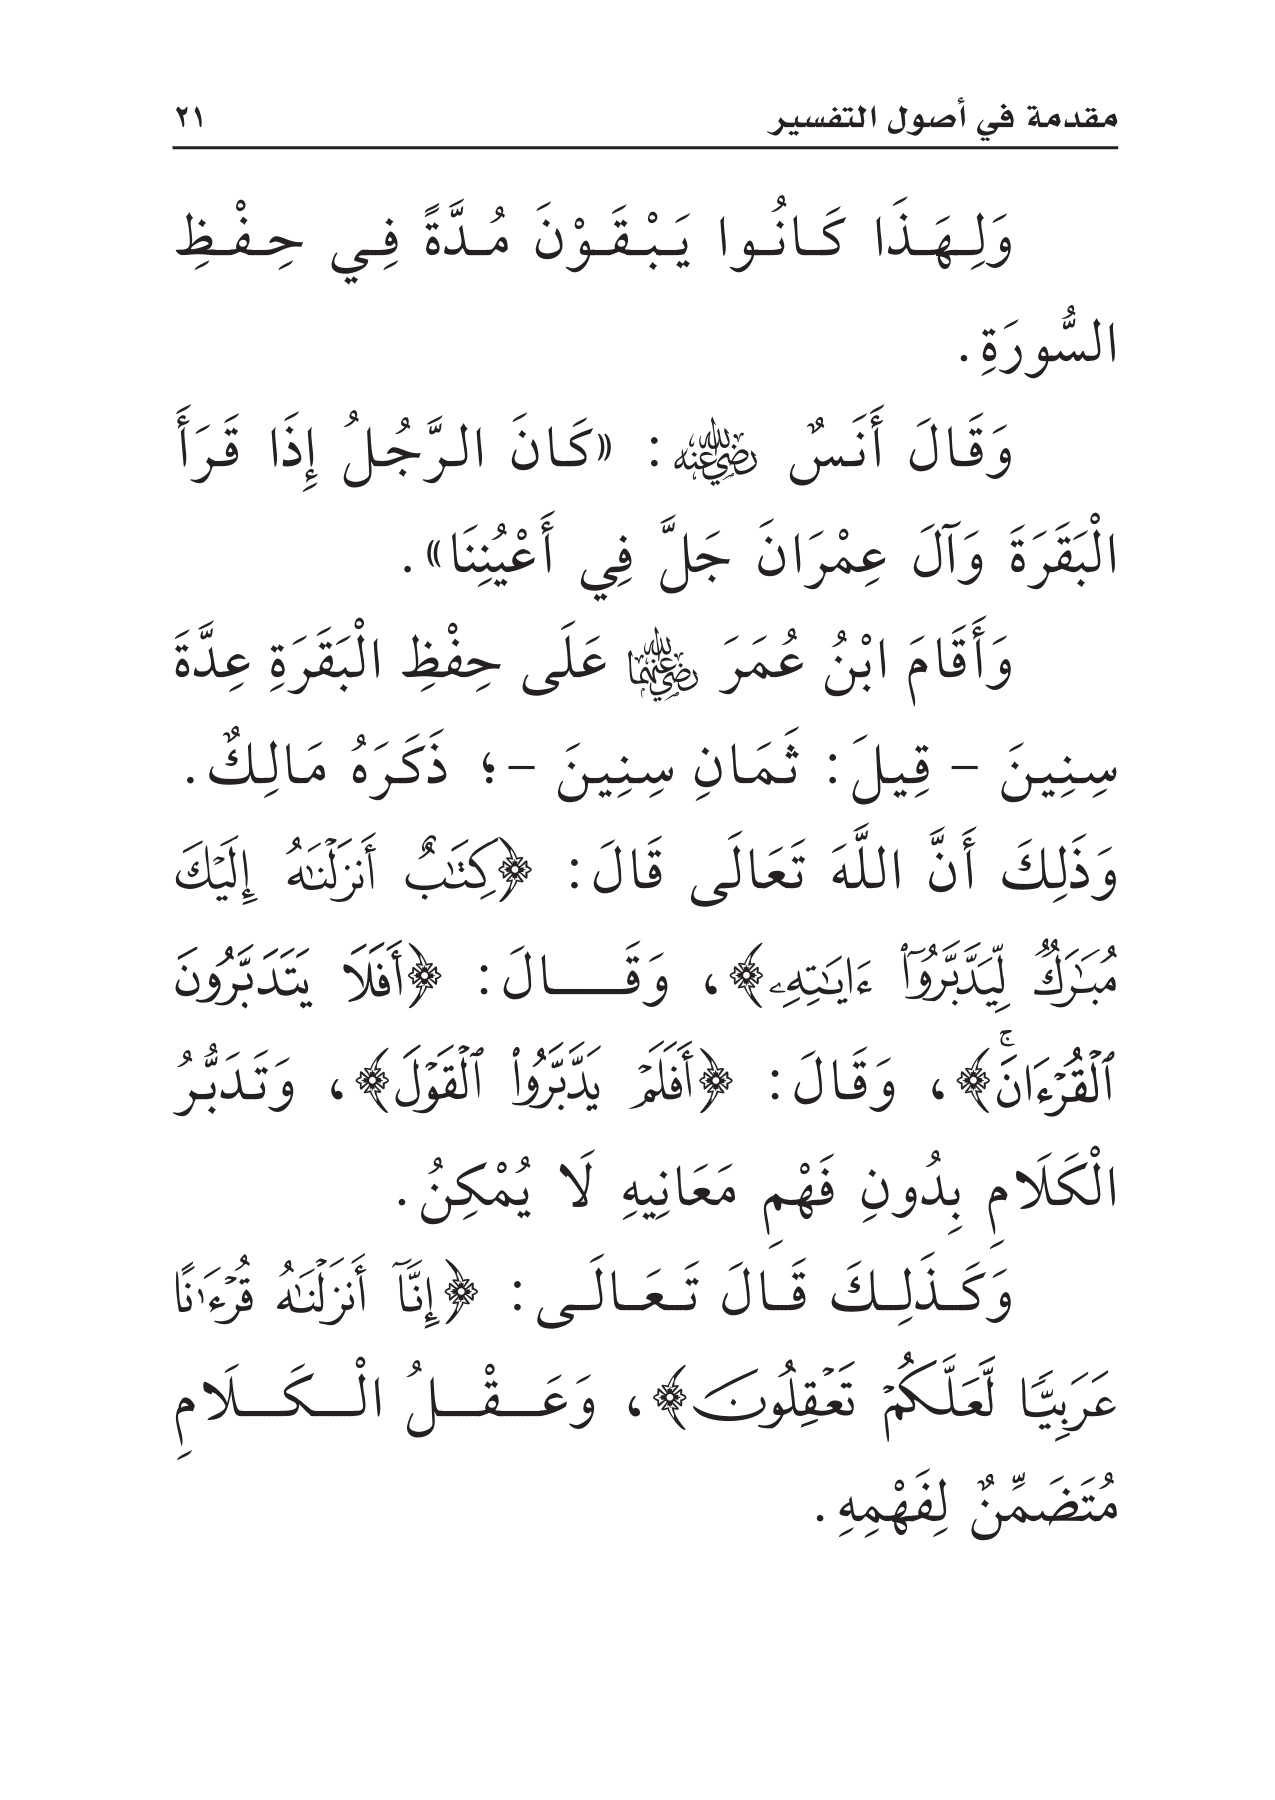 مقدمة في أصول التفسير ٢١
وَلِهَذَا كَانُوا يَبْقَوْنَ مُدَّةً فِي حِفْظِ
السُّورَةِ.
وَقَالَ أَنَسٌ رضي الله عنه: «كَانَ الرَّجُلُ إِذَا قَرَأَ
الْبَقَرَةَ وَآلَ عِمْرَانَ جَلَّ فِي أَعْيُنِنَا».
وَأَقَامَ ابْنُ عُمَرَ رضي الله عنهما عَلَى حِفْظِ الْبَقَرَةِ عِدَّةَ
سِنِينَ – قِيلَ: ثَمَانِ سِنِينَ –؛ ذَكَرَهُ مَالِكٌ.
وَذَلِكَ أَنَّ اللَّهَ تَعَالَى قَالَ: ﴿كِتَٰبٌ أَنزَلْنَٰهُ إِلَيْكَ
مُبَٰرَكٌ لِّيَدَّبَّرُوٓا۟ ءَايَٰتِهِۦ﴾، وَقَالَ: ﴿أَفَلَا يَتَدَبَّرُونَ
ٱلْقُرْءَانَۚ﴾، وَقَالَ: ﴿أَفَلَمْ يَدَّبَّرُوا۟ ٱلْقَوْلَ﴾، وَتَدَبُّرُ
الْكَلَامِ بِدُونِ فَهْمِ مَعَانِيهِ لَا يُمْكِنُ.
وَكَذَلِكَ قَالَ تَعَالَى: ﴿إِنَّآ أَنزَلْنَٰهُ قُرْءَٰنًا
عَرَبِيًّا لَّعَلَّكُمْ تَعْقِلُونَ﴾، وَعَقْلُ الْكَلَامِ
مُتَضَمِّنٌ لِفَهْمِهِ.